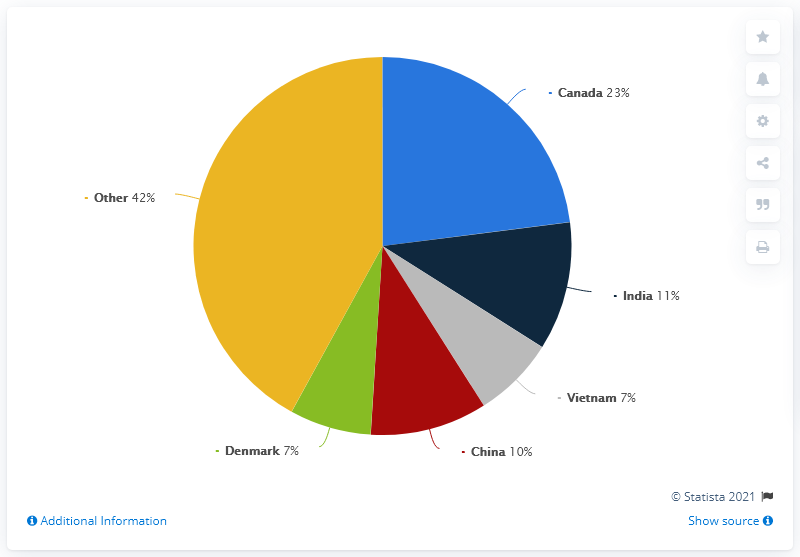 Canada 23%
Other 42%
India 11%
Vietnam 7%
Denmark 7%
China 10%
© Statista 2021
Additional Information
Show source